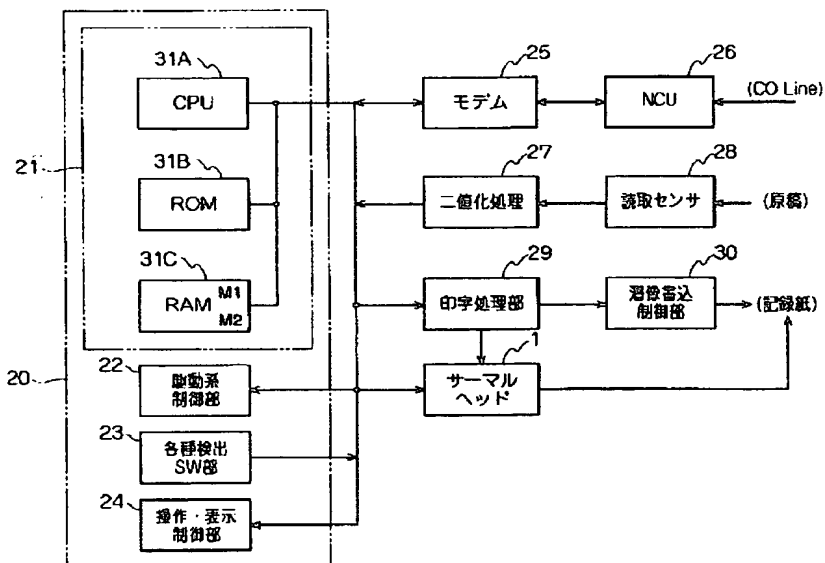 31A
CPU
25
モデム
26
NCU
(CO Line)
21
31B
ROM
27
二値化処理
28
読取センサ
(原稿)
31C
RAM M1
M2
29
印字処理部
30
潜像書込
制御部
(記録紙)
20
22
駆動系
制御部
1
サーマル
ヘッド
23
各種検出
SW部
24
操作・表示
制御部